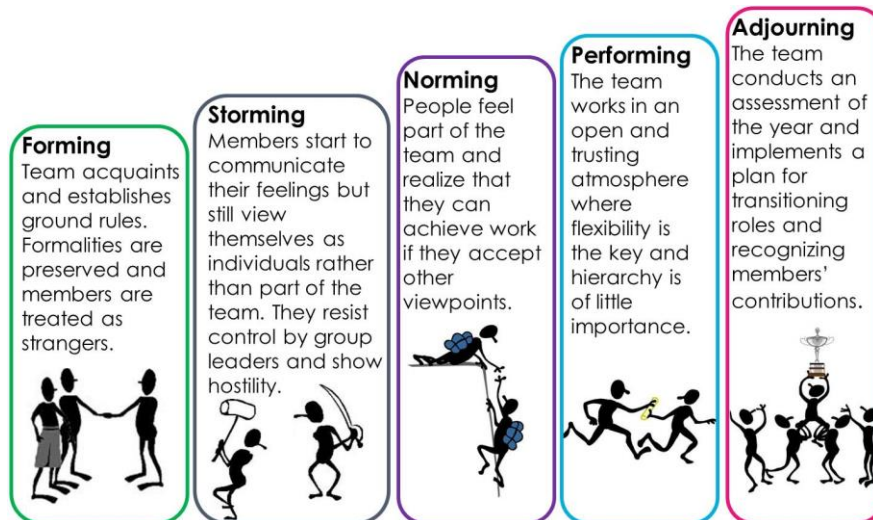 Forming
Team acquaints
and establishes
ground rules.
Formalities are
preserved and
members are
treated as
strangers.
Storming
Members start to
communicate
their feelings but
still view
themselves as
individuals rather
than part of the
team. They resist
control by group
leaders and show
hostility.
Norming
People feel
part of the
team and
realize that
they can
achieve work
if they accept
other
viewpoints.
Performing
The team
works in an
open and
trusting
atmosphere
where
flexibility is
the key and
hierarchy is
of little
importance.
Adjourning
The team
conducts an
assessment of
the year and
implements a
plan for
transitioning
roles and
recognizing
members'
contributions.